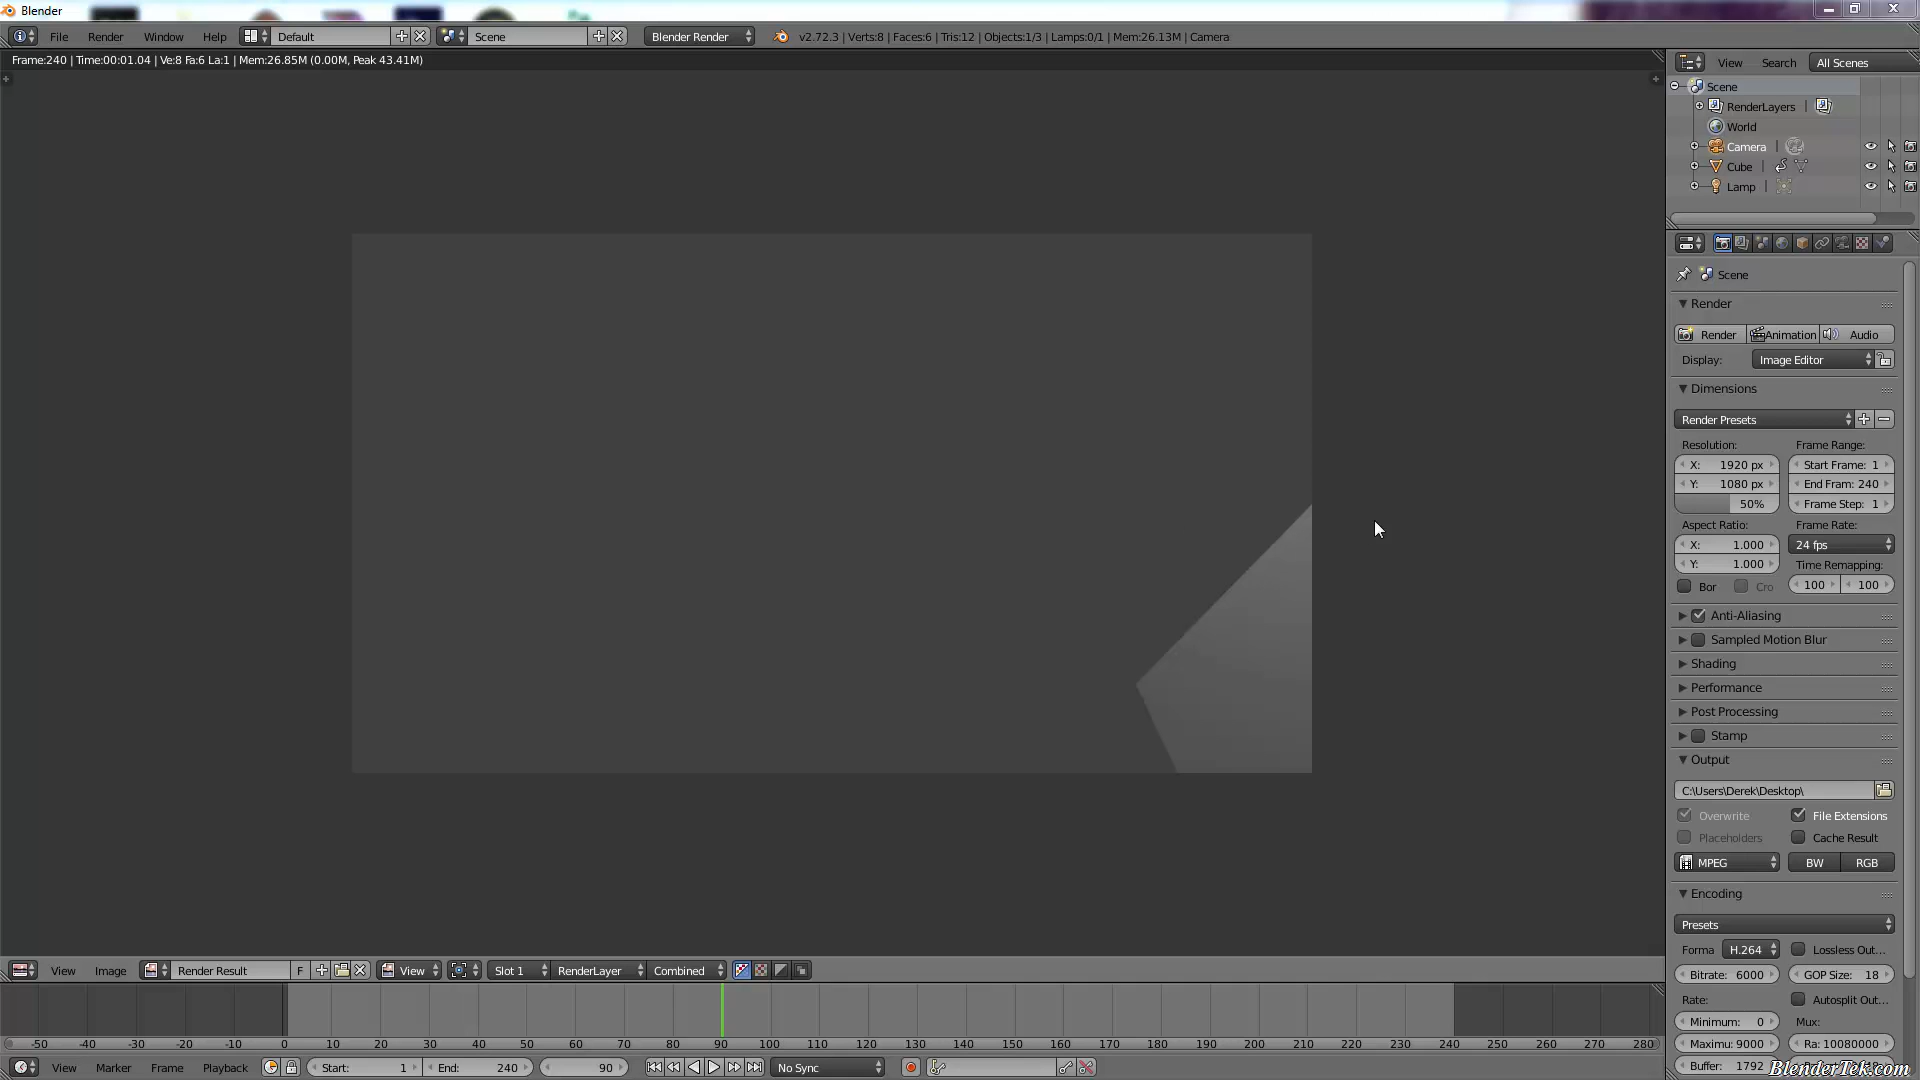 Blender
File Render Window Help Default Scene Blender Render v2.72.3 | Verts:8 | Faces:6 | Tris:12 | Objects:1/3 | Lamps:0/1 | Mem:26.13M | Camera
Frame:240 | Time:00:01.04 | Ve:8 Fa:6 La:1 | Mem:26.85M (0.00M, Peak 43.41M)
View Search All Scenes
Scene
RenderLayers |
World
Camera |
Cube |
Lamp |
Scene
Render
Render Animation Audio
Display: Image Editor
Dimensions
Render Presets
Resolution: Frame Range:
X: 1920 px Start Frame: 1
Y: 1080 px End Fram: 240
50% Frame Step: 1
Aspect Ratio: Frame Rate:
X: 1.000 24 fps
Y: 1.000 Time Remapping:
Bor Cro 100 100
Anti-Aliasing
Sampled Motion Blur
Shading
Performance
Post Processing
Stamp
Output
C:\Users\Derek\Desktop\
Overwrite File Extensions
Placeholders Cache Result
MPEG BW RGB
Encoding
Presets
Forma H.264 Lossless Out...
Bitrate: 6000 GOP Size: 18
Rate: Autosplit Out...
Minimum: 0 Mux:
Maximu: 9000 Ra: 10080000
Buffer: 1792
View Image Render Result F View Slot 1 RenderLayer Combined
-50 -40 -30 -20 -10 0 10 20 30 40 50 60 70 80 90 100 110 120 130 140 150 160 170 180 190 200 210 220 230 240 250 260 270 280
View Marker Frame Playback Start: 1 End: 240 90 No Sync
BlenderTek.com